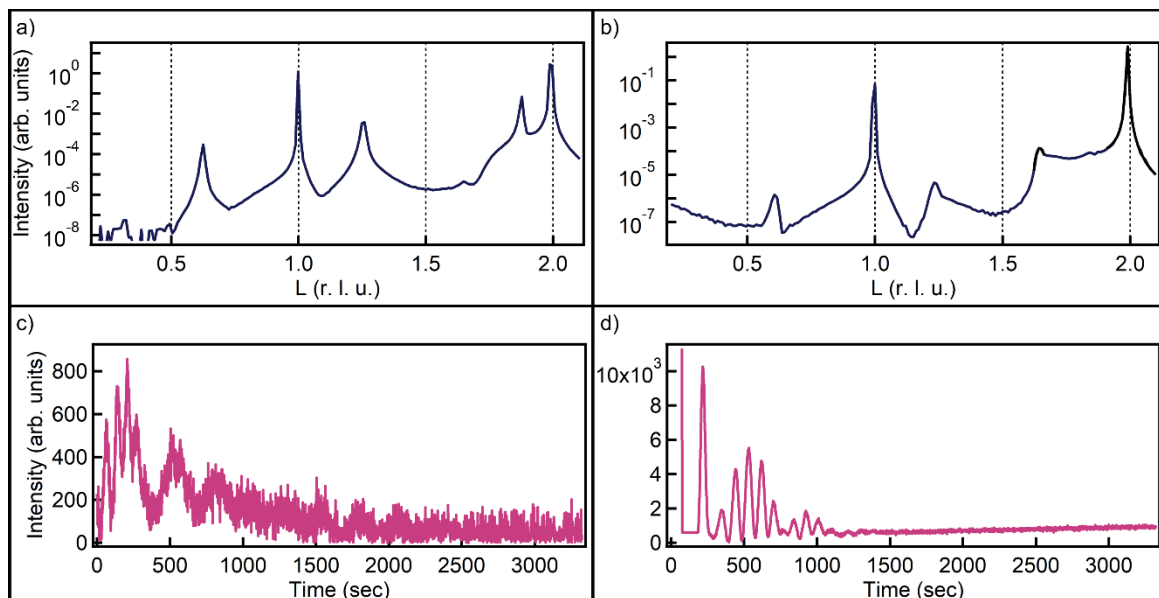 a)
Intensity (arb. units)
10^0
10^-2
10^-4
10^-6
10^-8
0.5 1.0 1.5 2.0
L (r. l. u.)
b)
10^-1
10^-3
10^-5
10^-7
0.5 1.0 1.5 2.0
L (r. l. u.)
c)
Intensity (arb. units)
800
600
400
200
0
0 500 1000 1500 2000 2500 3000
Time (sec)
d)
10x10^3
8
6
4
2
0
0 500 1000 1500 2000 2500 3000
Time (sec)